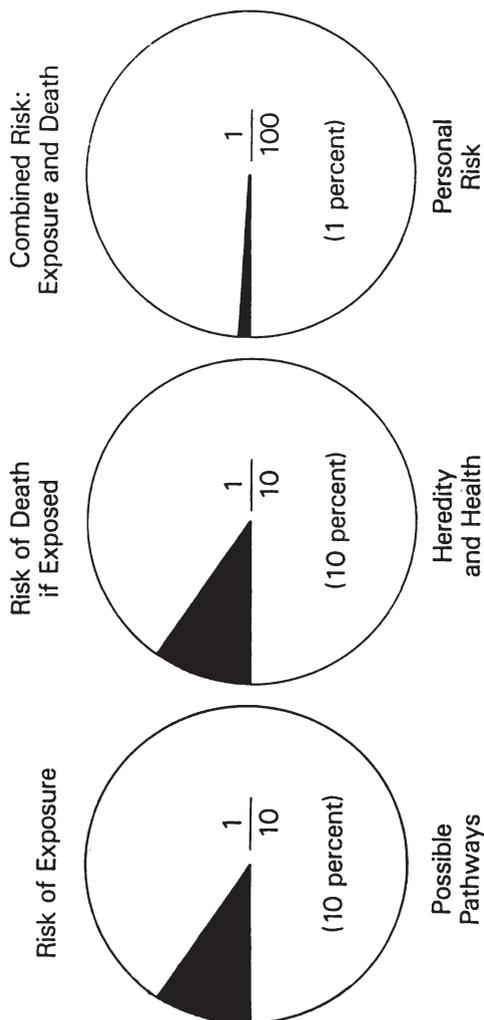 Risk of Exposure
1
10
(10 percent)
Possible
Pathways
Risk of Death
if Exposed
1
10
(10 percent)
Heredity
and Health
Combined Risk:
Exposure and Death
1
100
(1 percent)
Personal
Risk